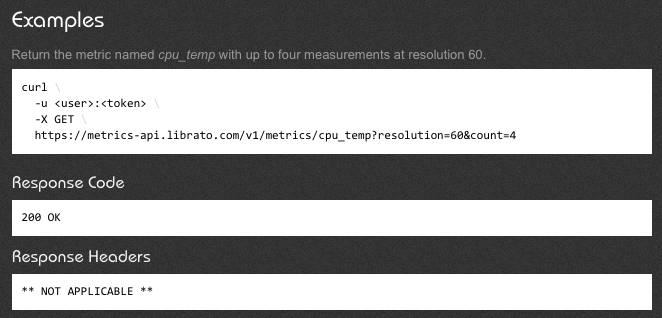 Examples
Return the metric named cpu_temp with up to four measurements at resolution 60.
curl \
-u <user>:<token> \
-X GET \
https://metrics-api.librato.com/v1/metrics/cpu_temp?resolution=60&count=4
Response Code
200 OK
Response Headers
** NOT APPLICABLE **